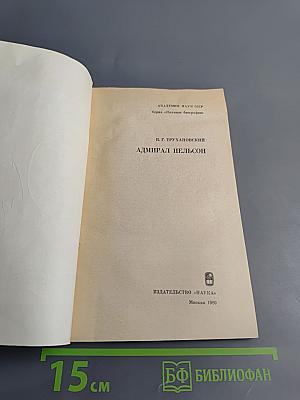 АКАДЕМИЯ НАУК СССР
Серия «Научные биографии»
В. Г. ТРУХАНОВСКИЙ
АДМИРАЛ НЕЛЬСОН
ИЗДАТЕЛЬСТВО «НАУКА»
Москва 1980
15 см
БФ БИБЛИОФАН